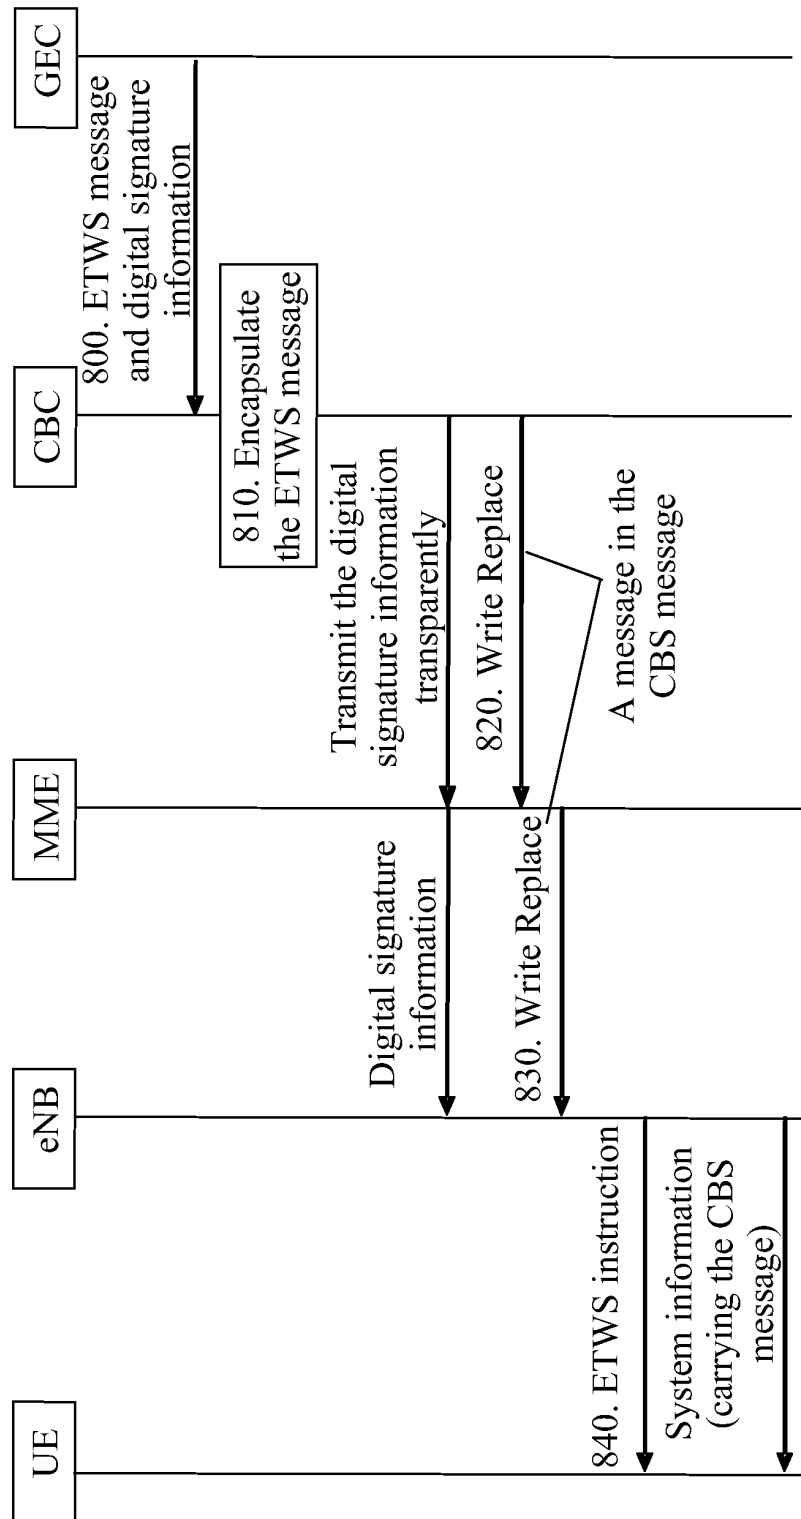 UE
eNB
MME
CBC
GEC
800. ETWS message
and digital signature
information
810. Encapsulate
the ETWS message
Transmit the digital
signature information
transparently
Digital signature
information
820. Write Replace
830. Write Replace
A message in the
CBS message
840. ETWS instruction
System information
(carrying the CBS
message)